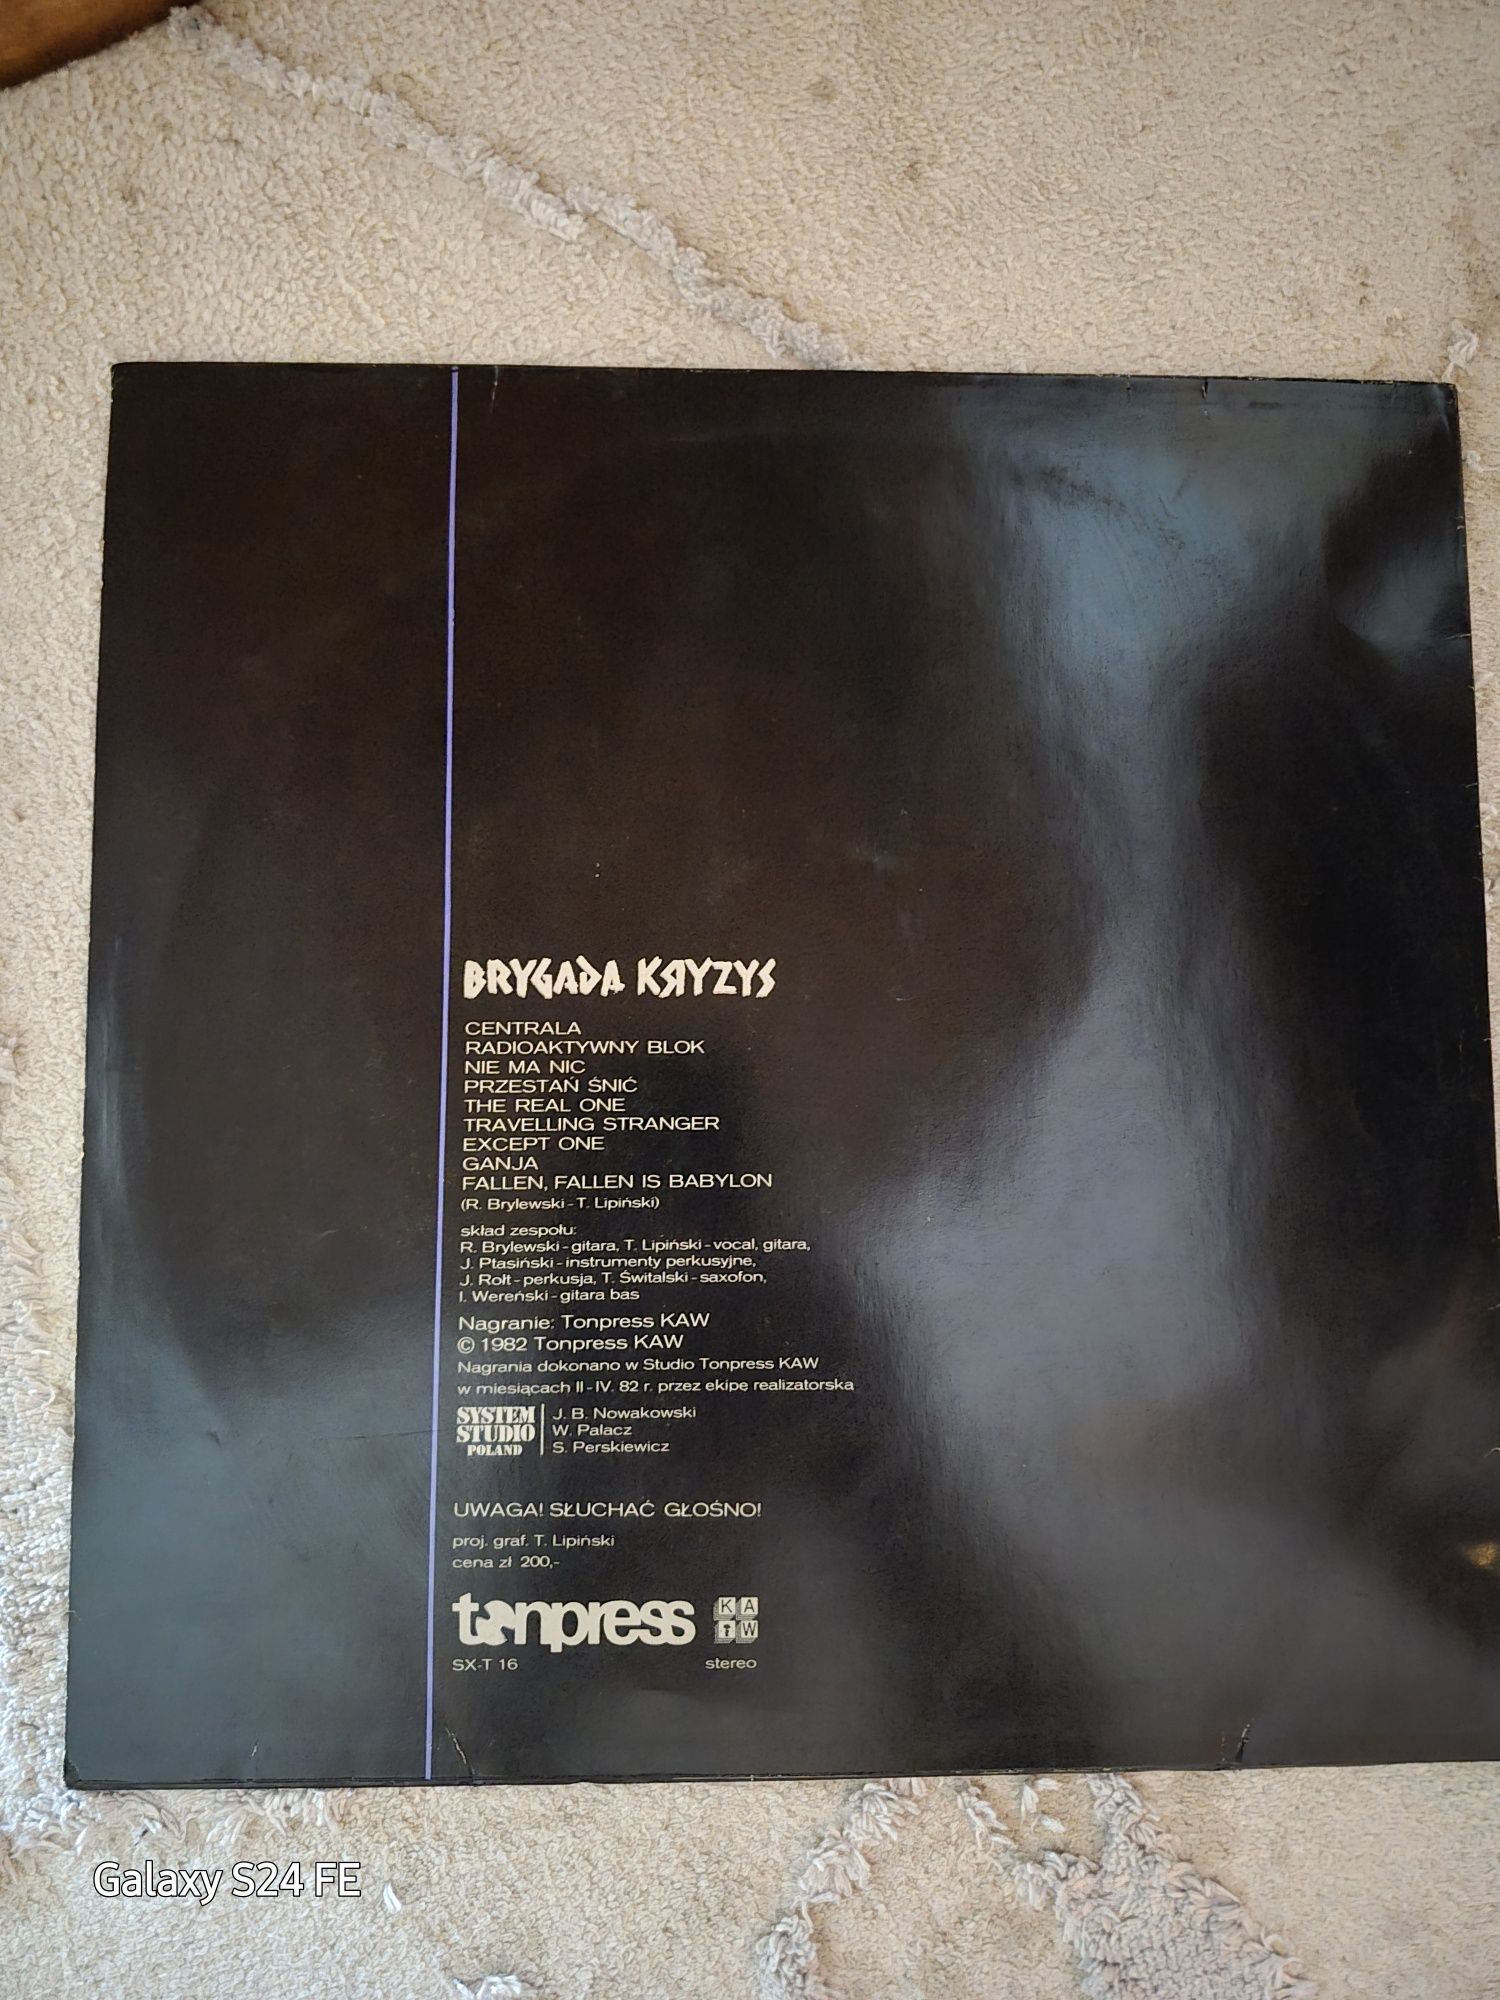 BRYGADA KRYZYS
CENTRALA
RADIOAKTYWNY BLOK
NIE MA NIC
PRZESTAŃ ŚNIĆ
THE REAL ONE
TRAVELLING STRANGER
EXCEPT ONE
GANJA
FALLEN, FALLEN IS BABYLON
(R. Brylewski - T. Lipiński)
skład zespołu:
R. Brylewski - gitara, T. Lipiński - vocal, gitara,
J. Ptasiński - instrumenty perkusyjne,
J. Rołt - perkusja, T. Świtalski - saxofon,
I. Wereński - gitara bas
Nagranie: Tonpress KAW
© 1982 Tonpress KAW
Nagrania dokonano w Studio Tonpress KAW
w miesiącach II - IV. 82 r. przez ekipę realizatorska
SYSTEM
STUDIO
POLAND
J. B. Nowakowski
W. Palacz
S. Perskiewicz
UWAGA! SŁUCHAĆ GŁOŚNO!
proj. graf. T. Lipiński
cena zł 200,-
tonpress KAW
SX-T 16 stereo
Galaxy S24 FE